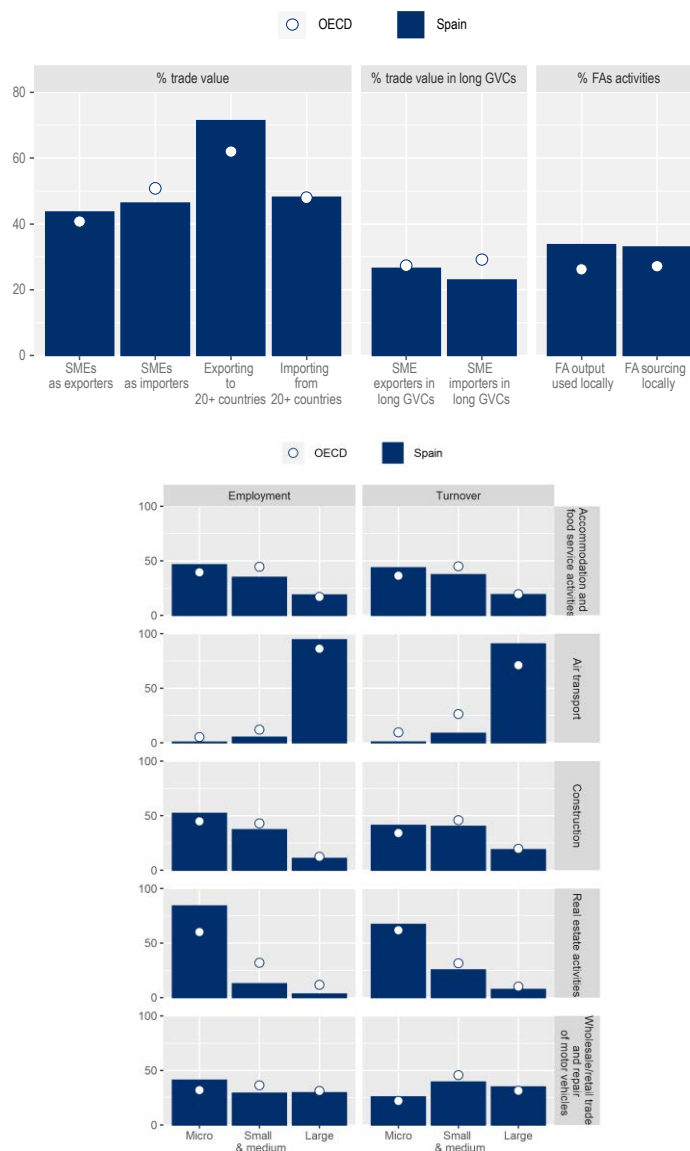 OECD
Spain
% trade value
% trade value in long GVCs
% FAs activities
80
60
40
20
0
SMEs
as exporters
SMEs
as importers
Exporting
to
20+ countries
Importing
from
20+ countries
SME
exporters in
long GVCs
SME
importers in
long GVCs
FA output
used locally
FA sourcing
locally
OECD
Spain
Employment
Turnover
100
50
0
Accommodation and
food service activities
100
50
0
Air transport
100
50
0
Construction
100
50
0
Real estate activities
100
50
0
Wholesale/retail trade
and repair
of motor vehicles
Micro
Small
& medium
Large
Micro
Small
& medium
Large